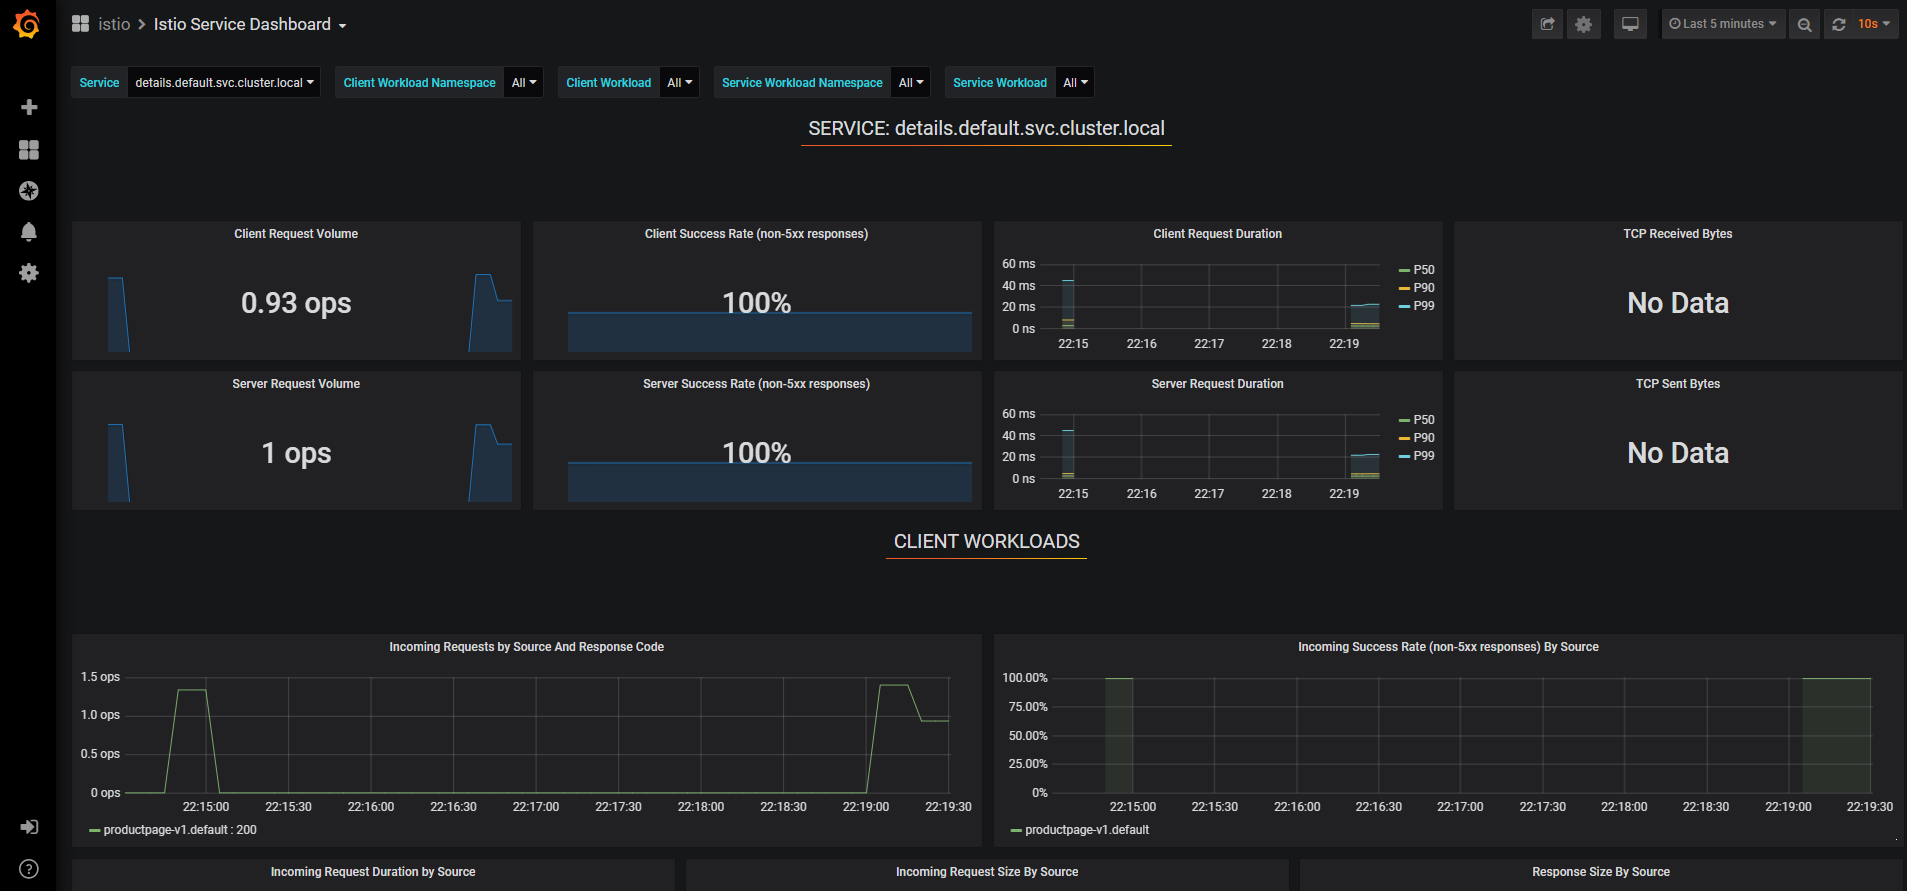 istio > Istio Service Dashboard
Last 5 minutes
10s
Service details.default.svc.cluster.local
Client Workload Namespace All
Client Workload All
Service Workload Namespace All
Service Workload All
SERVICE: details.default.svc.cluster.local
Client Request Volume
0.93 ops
Client Success Rate (non-5xx responses)
100%
Client Request Duration
60 ms
40 ms
20 ms
0 ns
22:15 22:16 22:17 22:18 22:19
P50
P90
P99
TCP Received Bytes
No Data
Server Request Volume
1 ops
Server Success Rate (non-5xx responses)
100%
Server Request Duration
60 ms
40 ms
20 ms
0 ns
22:15 22:16 22:17 22:18 22:19
P50
P90
P99
TCP Sent Bytes
No Data
CLIENT WORKLOADS
Incoming Requests by Source And Response Code
1.5 ops
1.0 ops
0.5 ops
0 ops
22:15:00 22:15:30 22:16:00 22:16:30 22:17:00 22:17:30 22:18:00 22:18:30 22:19:00 22:19:30
productpage-v1.default : 200
Incoming Success Rate (non-5xx responses) By Source
100.00%
75.00%
50.00%
25.00%
0%
22:15:00 22:15:30 22:16:00 22:16:30 22:17:00 22:17:30 22:18:00 22:18:30 22:19:00 22:19:30
productpage-v1.default
Incoming Request Duration by Source
Incoming Request Size By Source
Response Size By Source